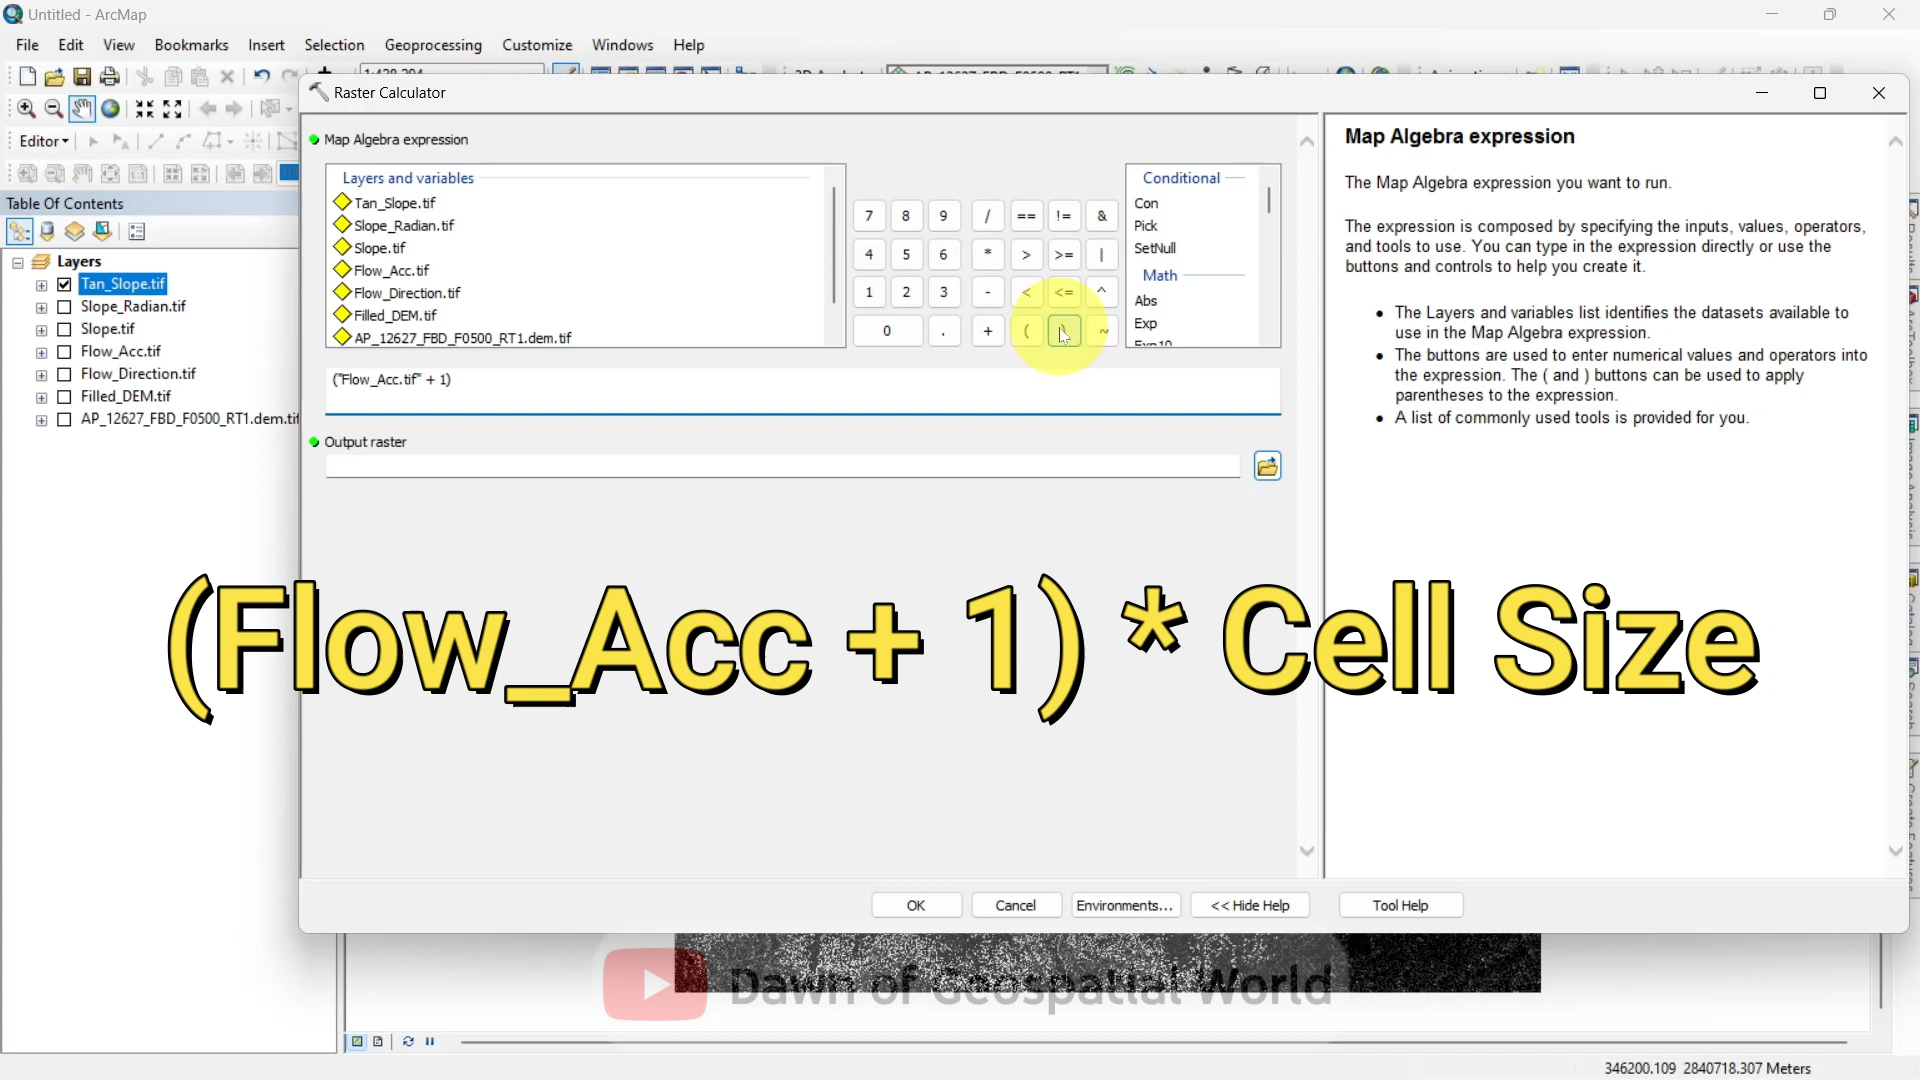 Untitled - ArcMap
File Edit View Bookmarks Insert Selection Geoprocessing Customize Windows Help
Raster Calculator
Editor
Map Algebra expression
Layers and variables
Tan_Slope.tif
Slope_Radian.tif
Slope.tif
Flow_Acc.tif
Flow_Direction.tif
Filled_DEM.tif
AP_12627_FBD_F0500_RT1.dem.tif
7 8 9 / == != &
4 5 6 * > >= |
1 2 3 - < <= ^
0 . + ( ) ~
Conditional
Con
Pick
SetNull
Math
Abs
Exp
Exp10
("Flow_Acc.tif" + 1)
Output raster
Map Algebra expression
The Map Algebra expression you want to run.
The expression is composed by specifying the inputs, values, operators,
and tools to use. You can type in the expression directly or use the
buttons and controls to help you create it.
• The Layers and variables list identifies the datasets available to
use in the Map Algebra expression.
• The buttons are used to enter numerical values and operators into
the expression. The ( and ) buttons can be used to apply
parentheses to the expression.
• A list of commonly used tools is provided for you.
Table Of Contents
Layers
Tan_Slope.tif
Slope_Radian.tif
Slope.tif
Flow_Acc.tif
Flow_Direction.tif
Filled_DEM.tif
AP_12627_FBD_F0500_RT1.dem.tif
(Flow_Acc + 1) * Cell Size
OK Cancel Environments... << Hide Help Tool Help
Dawn of Geospatial World
346200.109 2840718.307 Meters